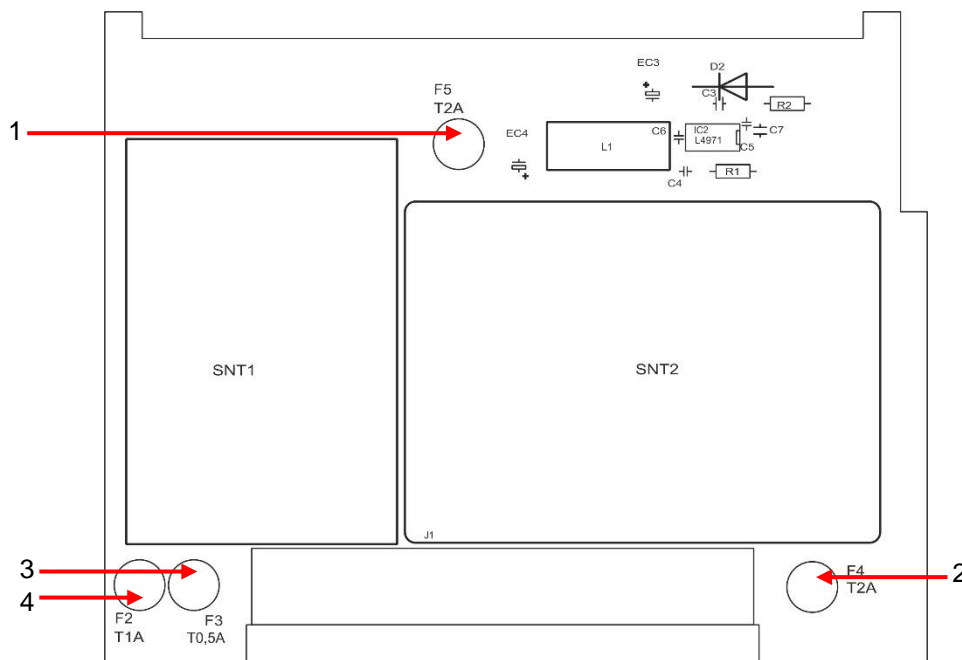 EC3
D2
F5
T2A
C3
R2
1
EC4
C6
IC2
L4971
C7
L1
C5
C4
R1
SNT1
SNT2
J1
3
4
F4
T2A
2
F2
T1A
F3
T0,5A